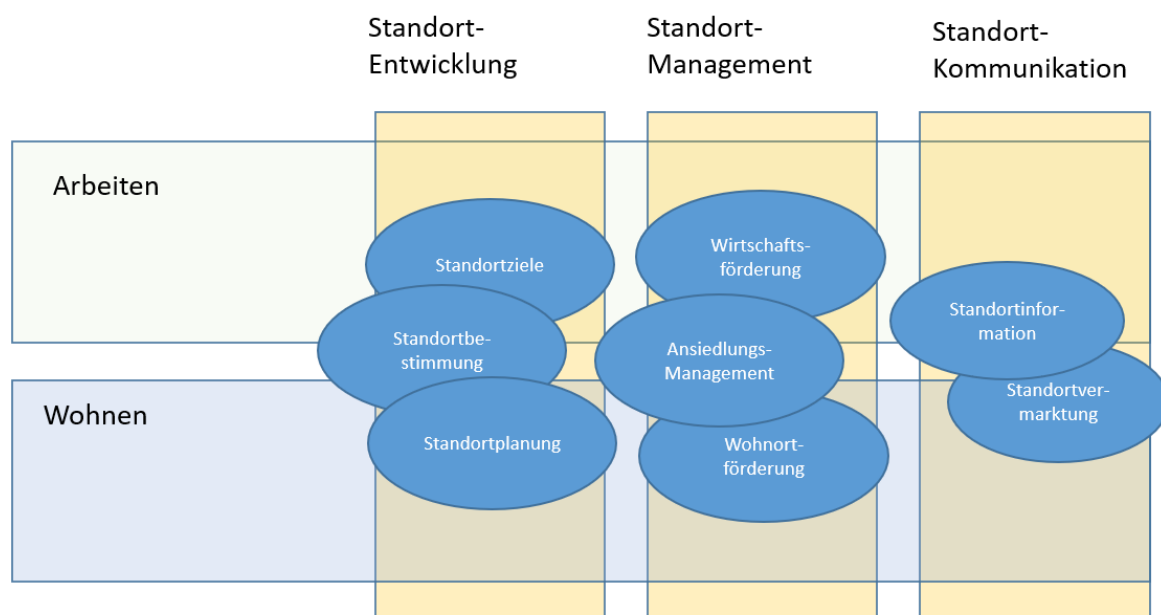 Standort-
Entwicklung
Standort-
Management
Standort-
Kommunikation
Arbeiten
Standortziele
Wirtschafts-
förderung
Standortbe-
stimmung
Ansiedlungs-
Management
Standortinfor-
mation
Wohnen
Standortplanung
Wohnort-
förderung
Standortver-
marktung